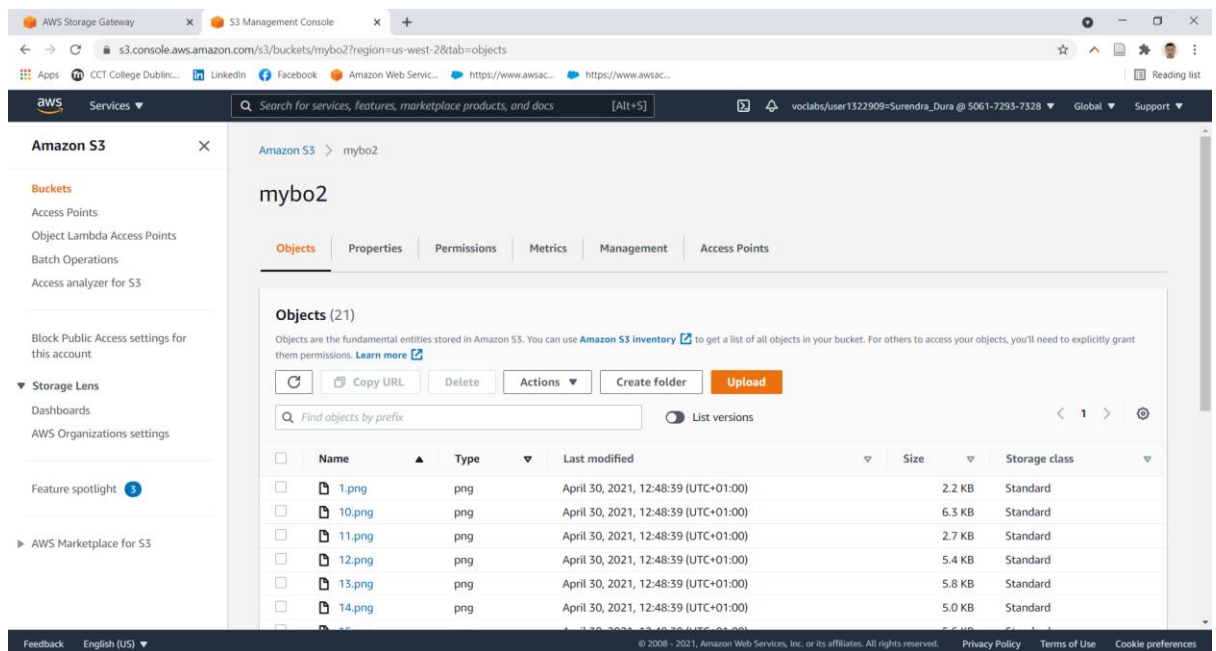 AWS Storage Gateway
S3 Management Console
s3.console.aws.amazon.com/s3/buckets/mybo2?region=us-west-2&tab=objects
Apps CCT College Dublin:... LinkedIn Facebook Amazon Web Servic... https://www.awsac... https://www.awsac... Reading list
aws Services Search for services, features, marketplace products, and docs [Alt+S] voclabs/user1322909=Surendra_Dura @ 5061-7293-7328 Global Support
Amazon S3
Buckets
Access Points
Object Lambda Access Points
Batch Operations
Access analyzer for S3
Block Public Access settings for
this account
Storage Lens
Dashboards
AWS Organizations settings
Feature spotlight 3
AWS Marketplace for S3
Amazon S3 > mybo2
mybo2
Objects Properties Permissions Metrics Management Access Points
Objects (21)
Objects are the fundamental entities stored in Amazon S3. You can use Amazon S3 inventory to get a list of all objects in your bucket. For others to access your objects, you'll need to explicitly grant
them permissions. Learn more
Copy URL Delete Actions Create folder Upload
Find objects by prefix List versions 1
Name Type Last modified Size Storage class
1.png png April 30, 2021, 12:48:39 (UTC+01:00) 2.2 KB Standard
10.png png April 30, 2021, 12:48:39 (UTC+01:00) 6.3 KB Standard
11.png png April 30, 2021, 12:48:39 (UTC+01:00) 2.7 KB Standard
12.png png April 30, 2021, 12:48:39 (UTC+01:00) 5.4 KB Standard
13.png png April 30, 2021, 12:48:39 (UTC+01:00) 5.8 KB Standard
14.png png April 30, 2021, 12:48:39 (UTC+01:00) 5.0 KB Standard
Feedback English (US) © 2008 - 2021, Amazon Web Services, Inc. or its affiliates. All rights reserved. Privacy Policy Terms of Use Cookie preferences